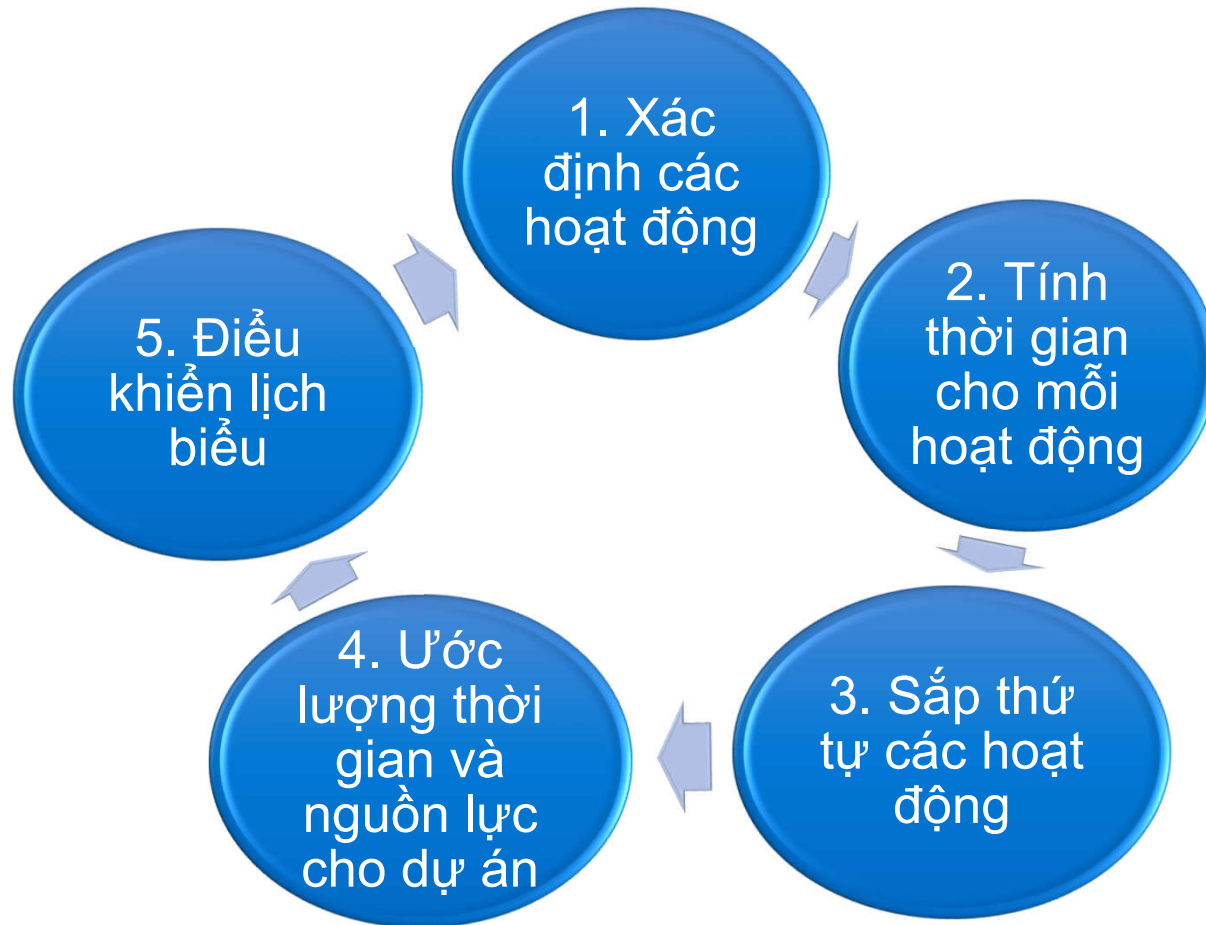 1. Xác
định các
hoạt động
2. Tính
thời gian
cho mỗi
hoạt động
3. Sắp thứ
tự các hoạt
động
4. Ước
lượng thời
gian và
nguồn lực
cho dự án
5. Điểu
khiển lịch
biểu